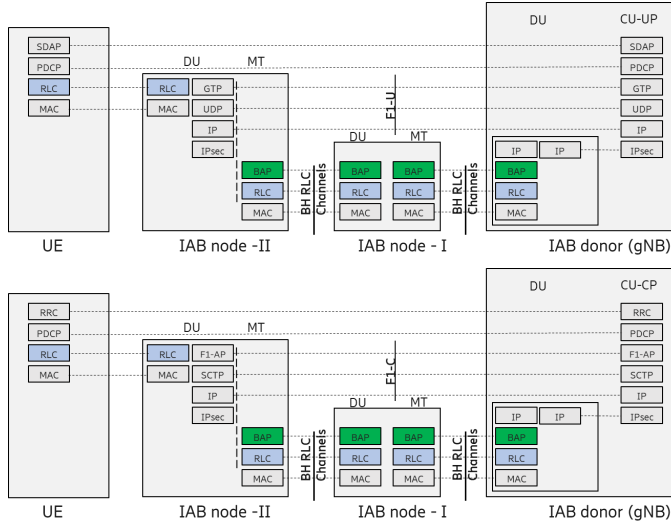 DU CU-UP
SDAP SDAP
PDCP DU MT PDCP
RLC RLC GTP GTP
MAC MAC UDP UDP
F1-U
IP IP
DU MT
IPsec IP IP IPsec
BAP BAP BAP BAP
RLC RLC RLC RLC
MAC MAC MAC MAC
BH RLC
Channels
BH RLC
Channels
UE IAB node -II IAB node - I IAB donor (gNB)
DU CU-CP
RRC RRC
PDCP DU MT PDCP
RLC RLC F1-AP F1-AP
MAC MAC SCTP SCTP
F1-C
IP IP
DU MT
IPsec IP IP IPsec
BAP BAP BAP BAP
RLC RLC RLC RLC
MAC MAC MAC MAC
BH RLC
Channels
BH RLC
Channels
UE IAB node -II IAB node - I IAB donor (gNB)